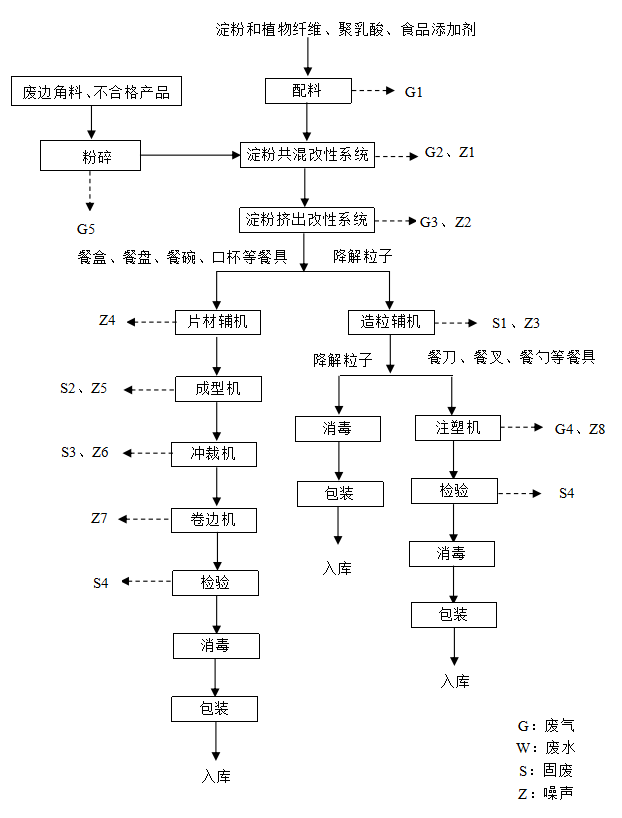 淀粉和植物纤维、聚乳酸、食品添加剂
废边角料、不合格产品
配料
G1
粉碎
淀粉共混改性系统
G2、Z1
G5
淀粉挤出改性系统
G3、Z2
餐盒、餐盘、餐碗、口杯等餐具
降解粒子
Z4
片材辅机
造粒辅机
S1、Z3
降解粒子
餐刀、餐叉、餐勺等餐具
S2、Z5
成型机
消毒
注塑机
G4、Z8
S3、Z6
冲裁机
包装
检验
S4
Z7
卷边机
消毒
入库
S4
检验
包装
消毒
入库
包装
入库
G：废气
W：废水
S：固废
Z：噪声